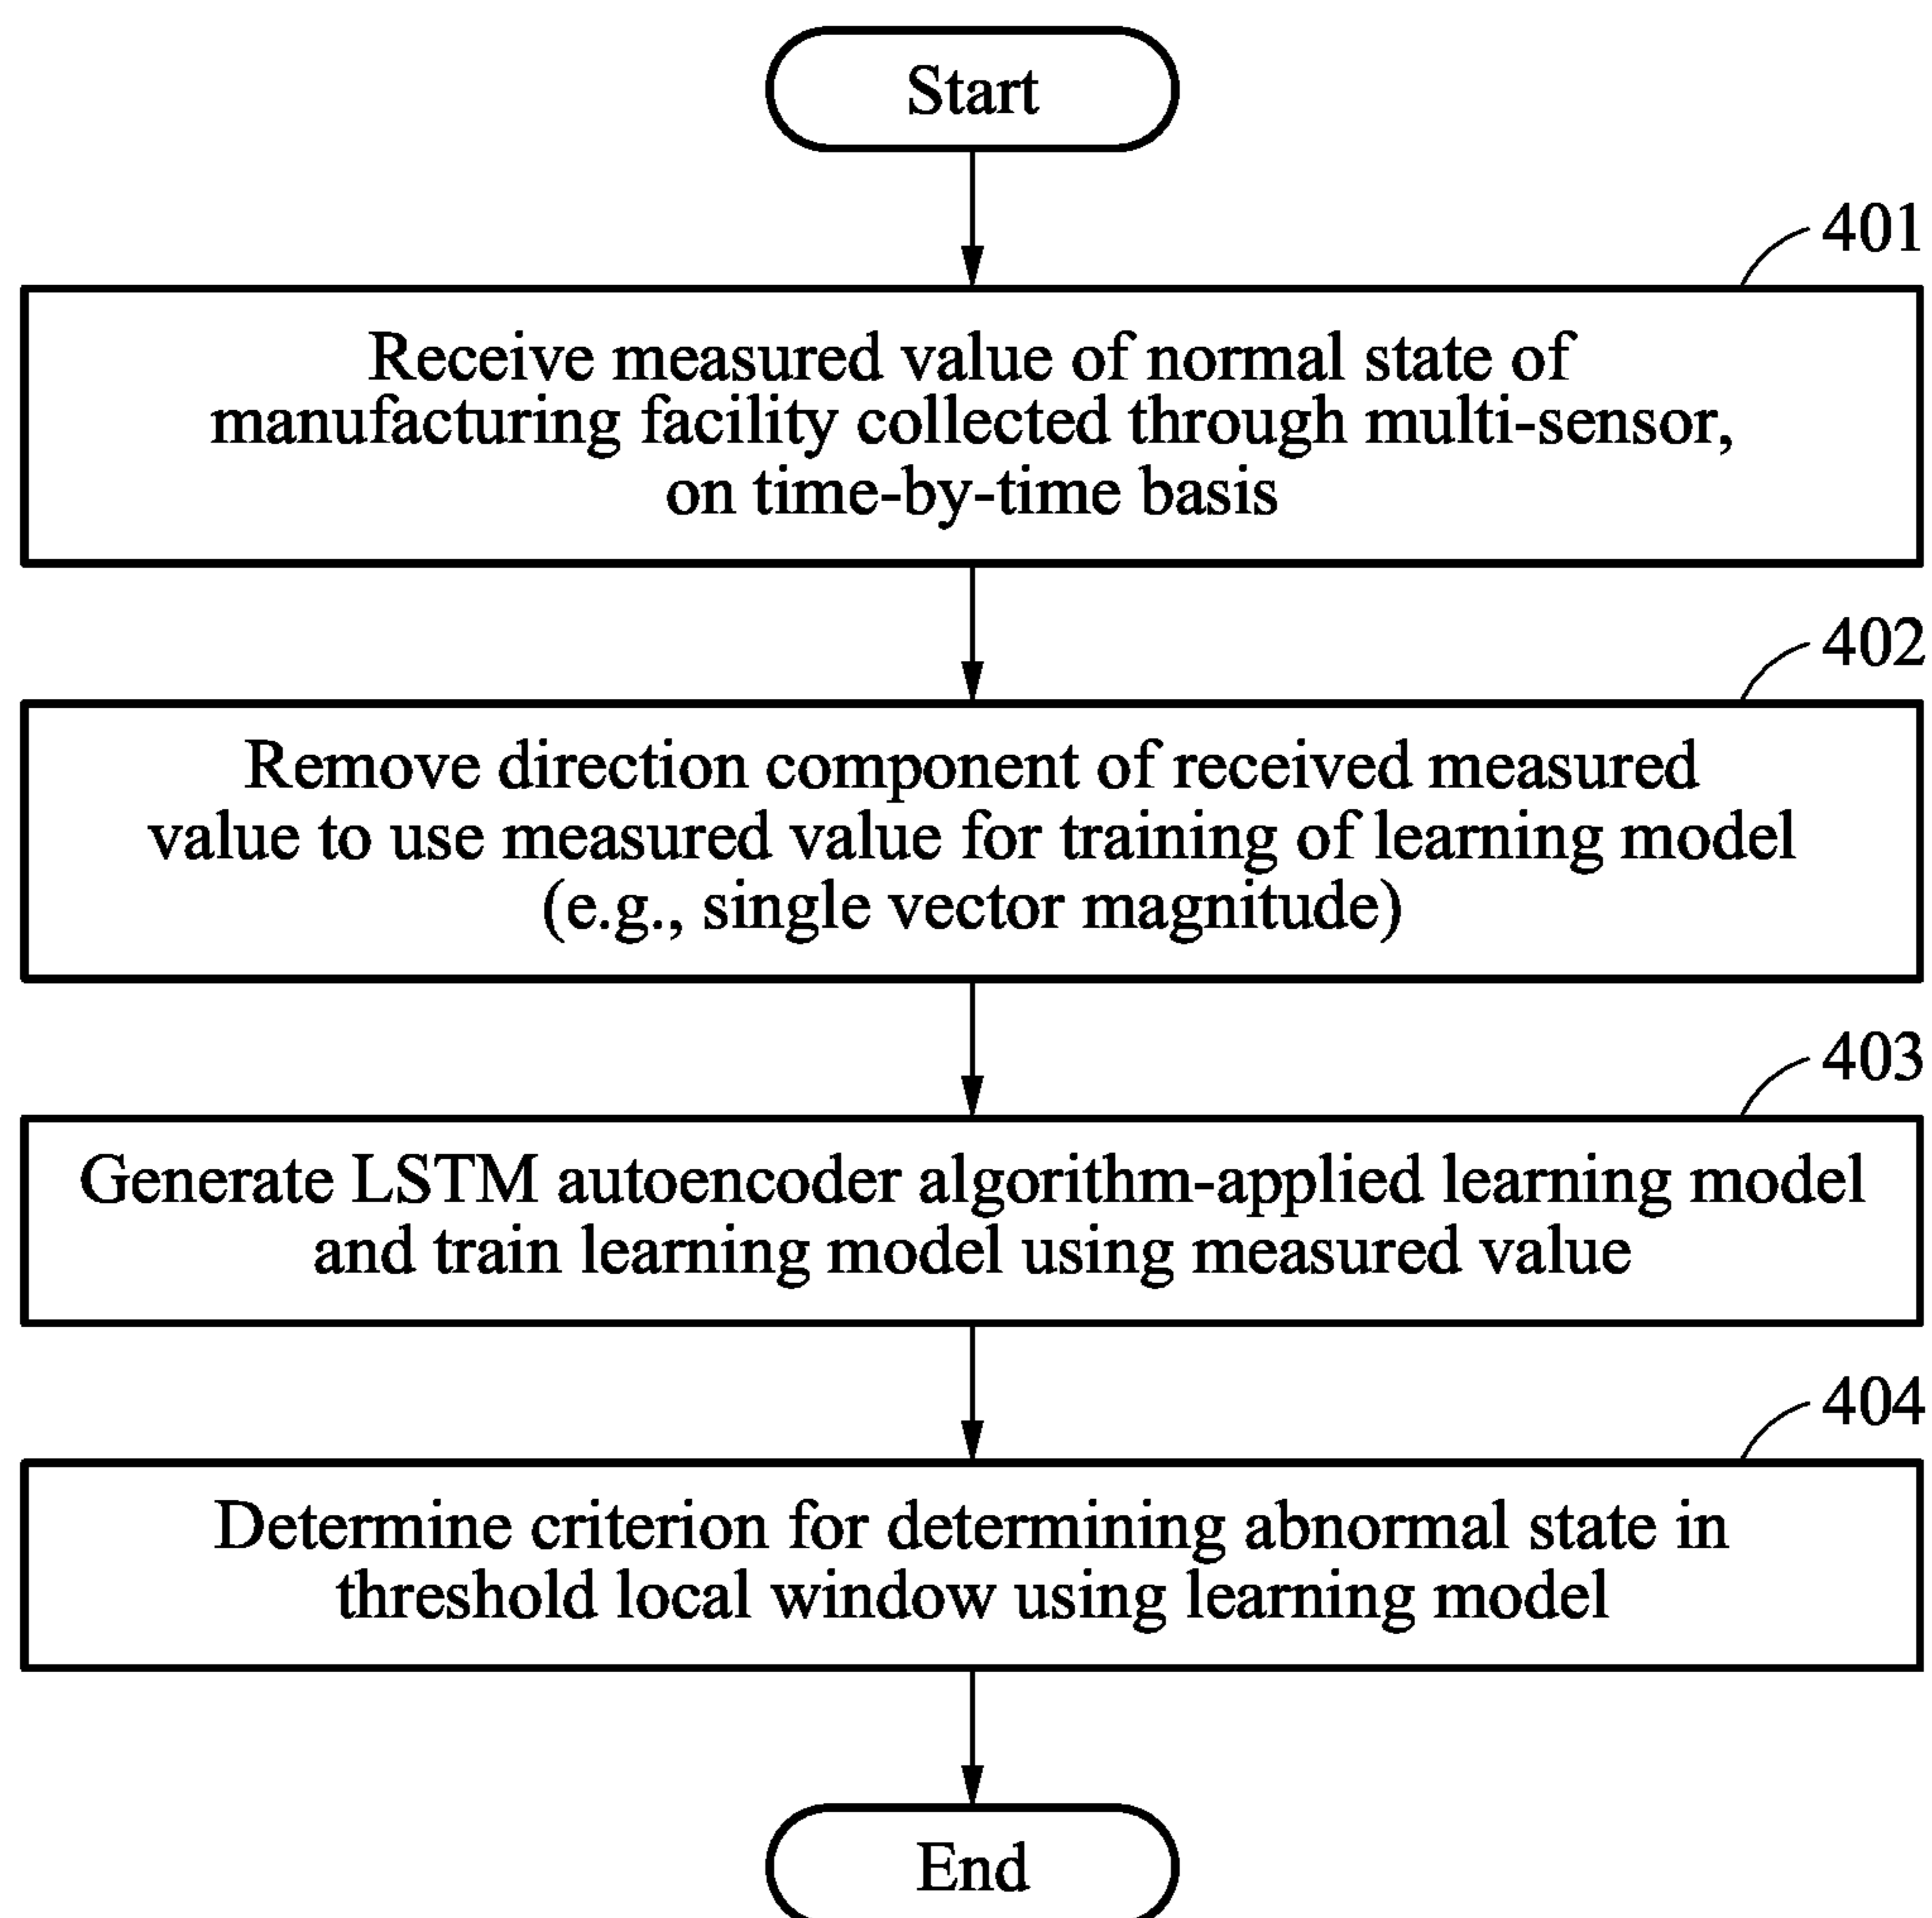 Start
401
Receive measured value of normal state of
manufacturing facility collected through multi-sensor,
on time-by-time basis
402
Remove direction component of received measured
value to use measured value for training of learning model
(e.g., single vector magnitude)
403
Generate LSTM autoencoder algorithm-applied learning model
and train learning model using measured value
404
Determine criterion for determining abnormal state in
threshold local window using learning model
End